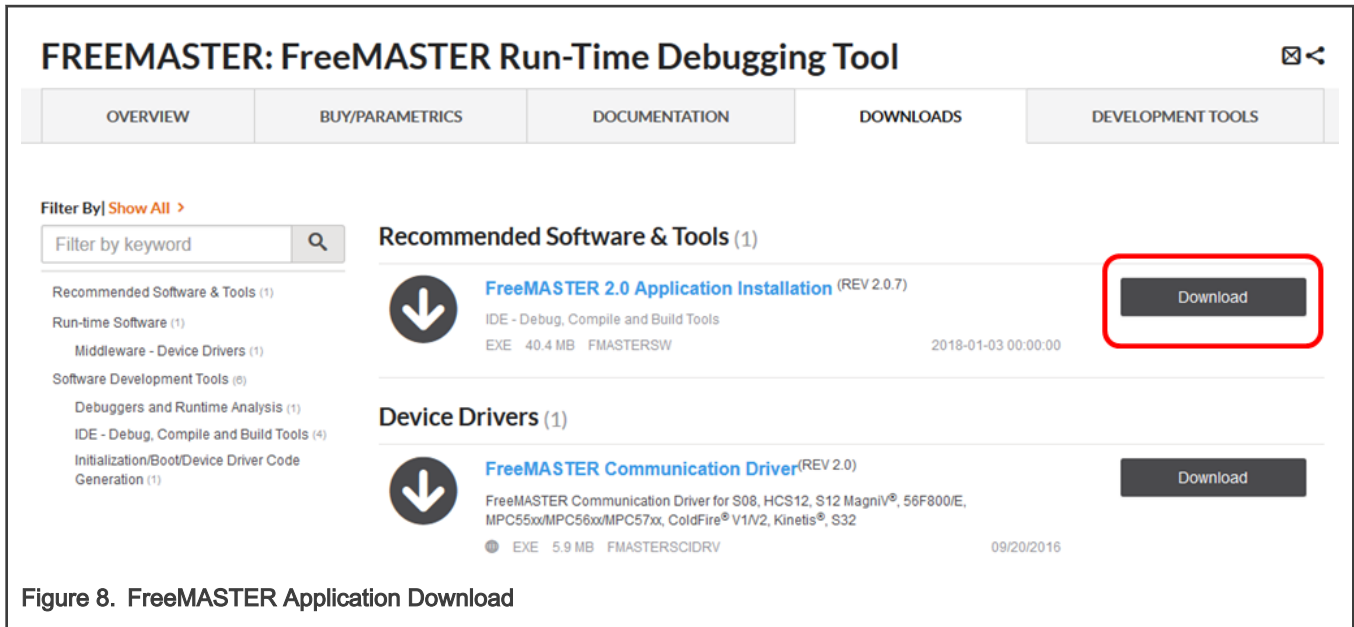 FREEMASTER: FreeMASTER Run-Time Debugging Tool
OVERVIEW
BUY/PARAMETRICS
DOCUMENTATION
DOWNLOADS
DEVELOPMENT TOOLS
Filter By| Show All >
Filter by keyword
Recommended Software & Tools (1)
Run-time Software (1)
Middleware - Device Drivers (1)
Software Development Tools (6)
Debuggers and Runtime Analysis (1)
IDE - Debug, Compile and Build Tools (4)
Initialization/Boot/Device Driver Code
Generation (1)
Recommended Software & Tools (1)
FreeMASTER 2.0 Application Installation (REV 2.0.7)
IDE - Debug, Compile and Build Tools
EXE 40.4 MB FMASTERSW 2018-01-03 00:00:00
Download
Device Drivers (1)
FreeMASTER Communication Driver(REV 2.0)
FreeMASTER Communication Driver for S08, HCS12, S12 MagniV®, 56F800/E,
MPC55xx/MPC56xx/MPC57xx, ColdFire® V1/V2, Kinetis®, S32
EXE 5.9 MB FMASTERSCIDRV 09/20/2016
Download
Figure 8. FreeMASTER Application Download